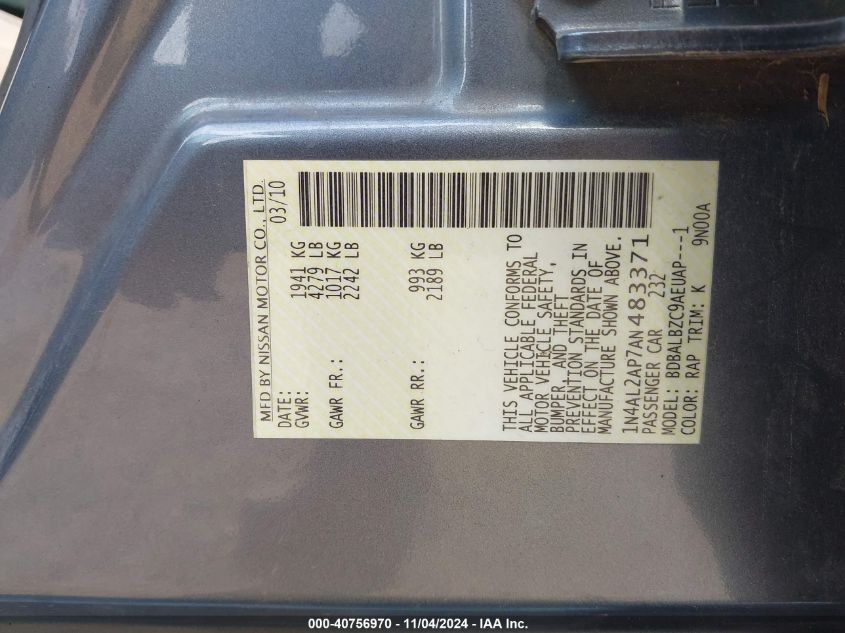 MFD BY NISSAN MOTOR CO., LTD.
DATE: 03/10
GVWR: 1941 KG
4279 LB
GAWR FR.: 1017 KG
2242 LB
GAWR RR.: 993 KG
2189 LB
THIS VEHICLE CONFORMS TO
ALL APPLICABLE FEDERAL
MOTOR VEHICLE SAFETY,
BUMPER, AND THEFT
PREVENTION STANDARDS IN
EFFECT ON THE DATE OF
MANUFACTURE SHOWN ABOVE.
1N4AL2AP7AN483371
PASSENGER CAR 232
MODEL: BDBALBZC9AEUAP---1
COLOR: RAP TRIM: K 9N00A
000-40756970 - 11/04/2024 - IAA Inc.